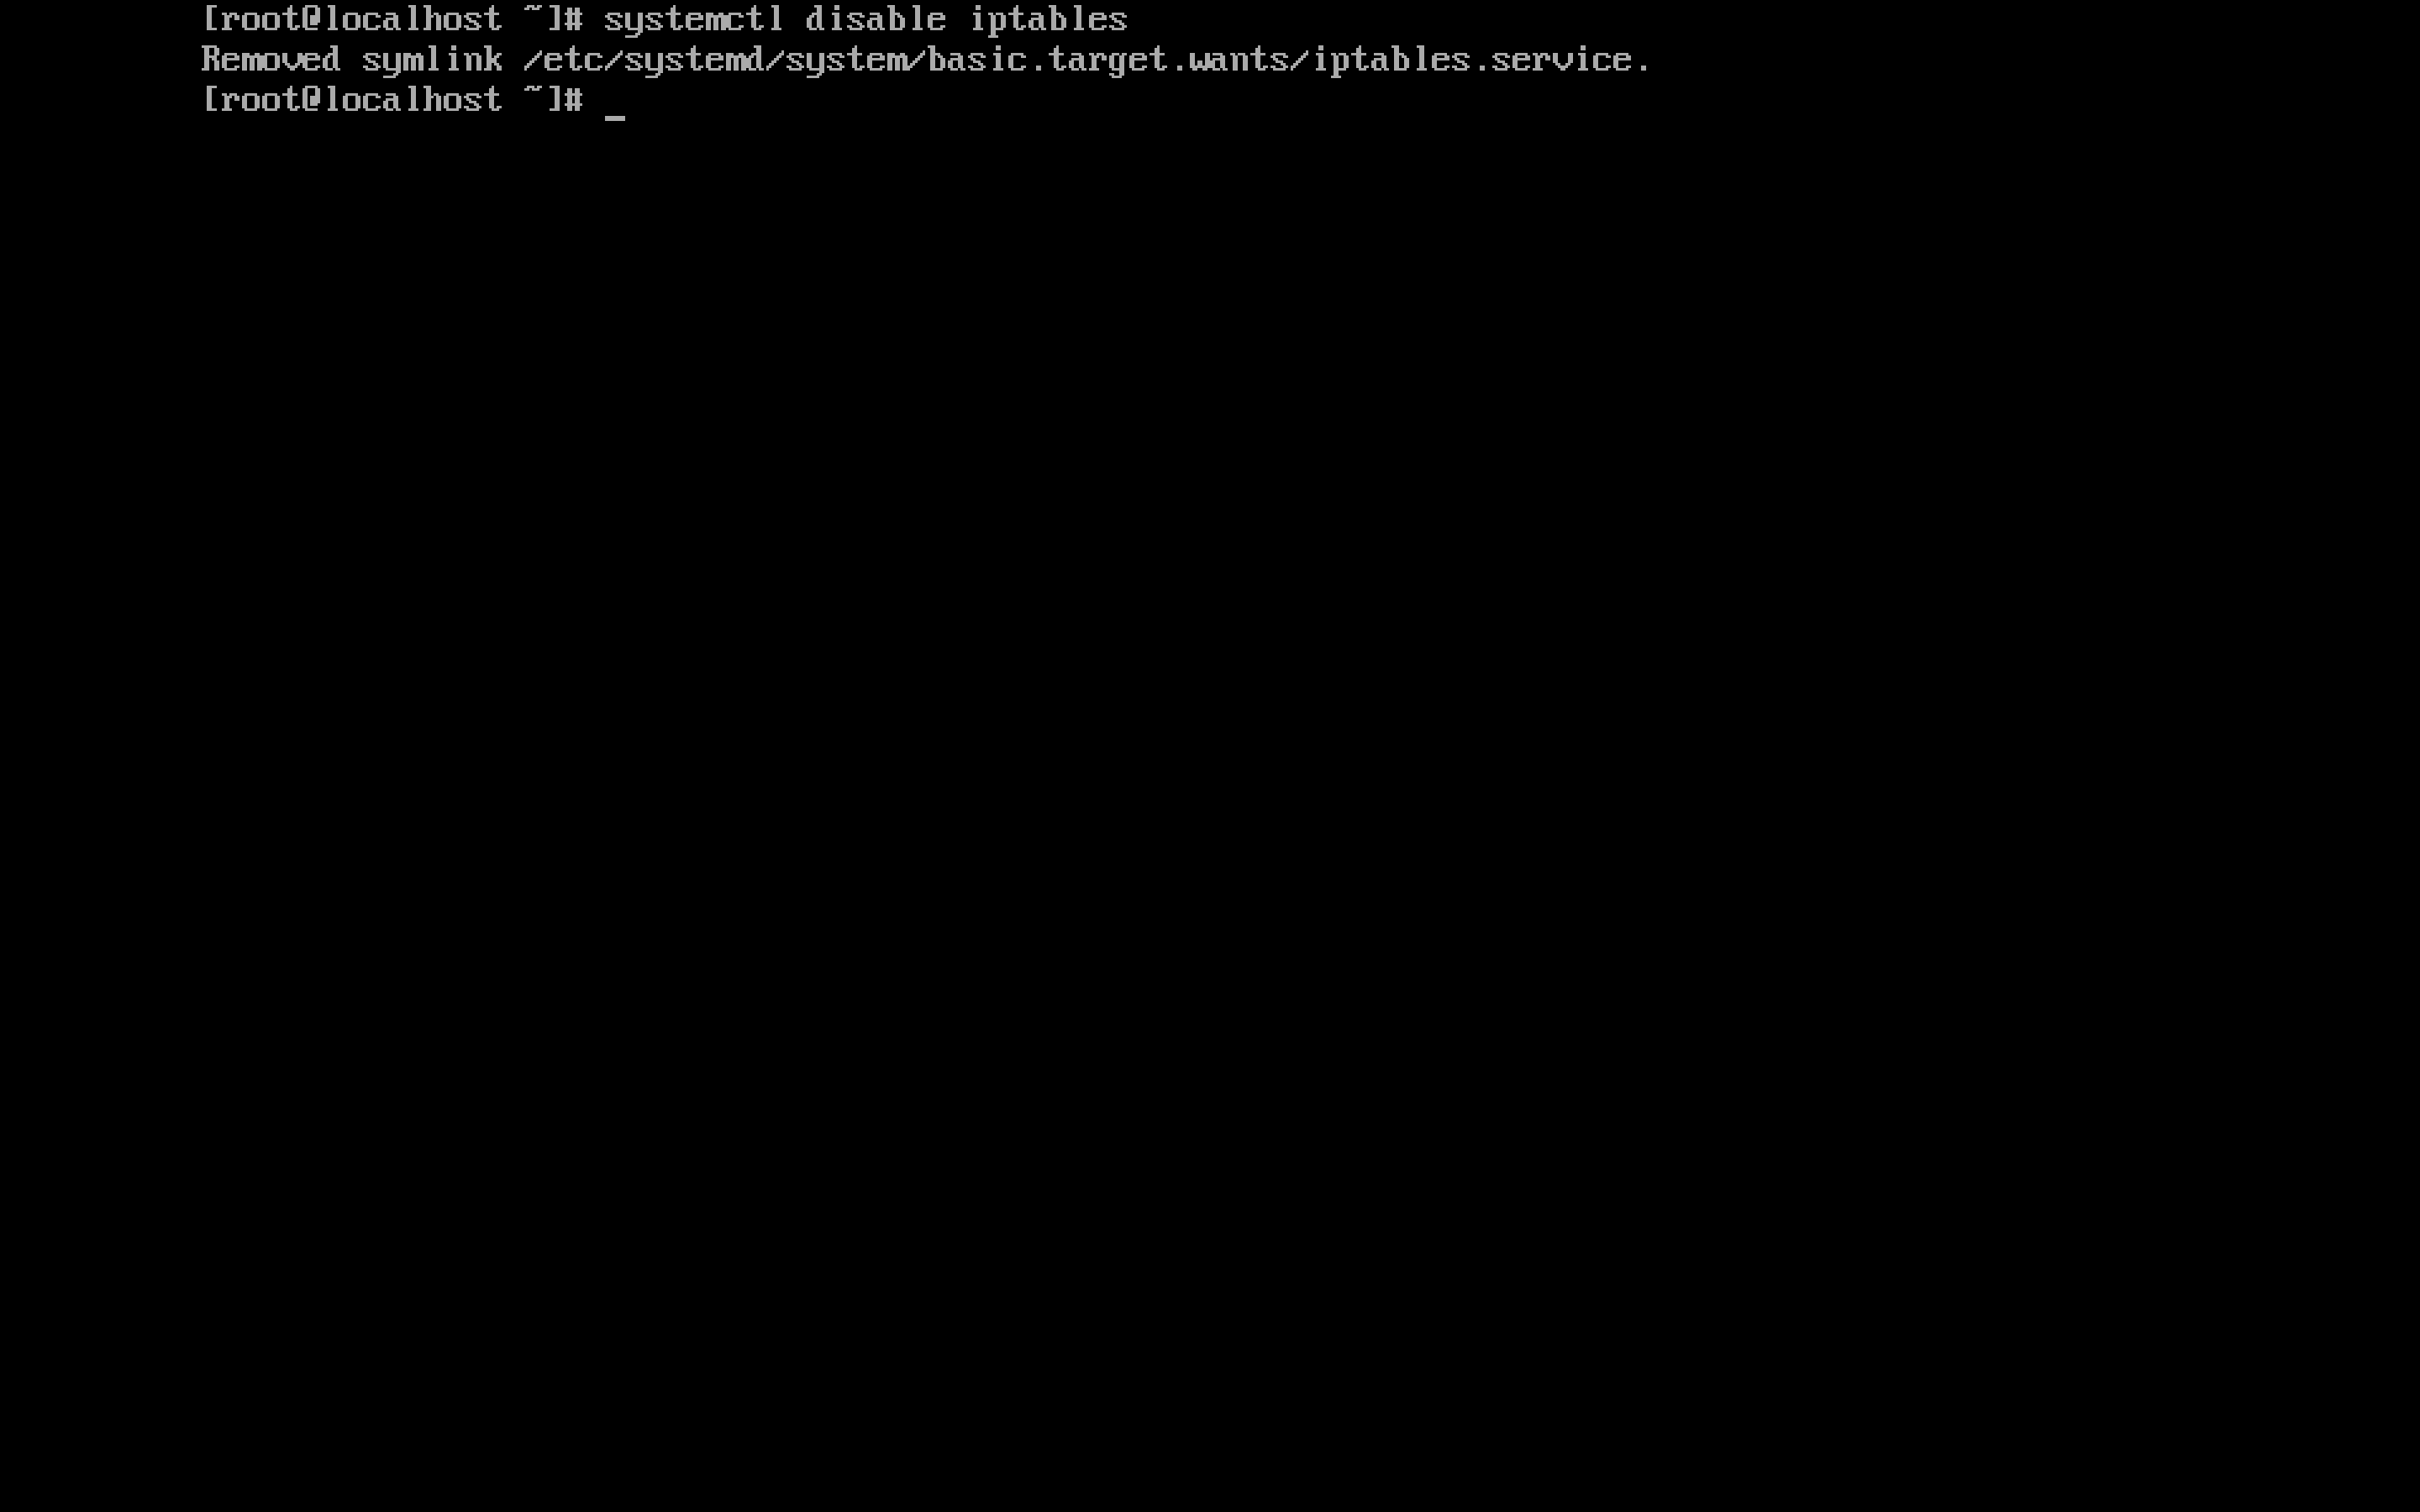 [root@localhost ~]# systemctl disable iptables
Removed symlink /etc/systemd/system/basic.target.wants/iptables.service.
[root@localhost ~]# _